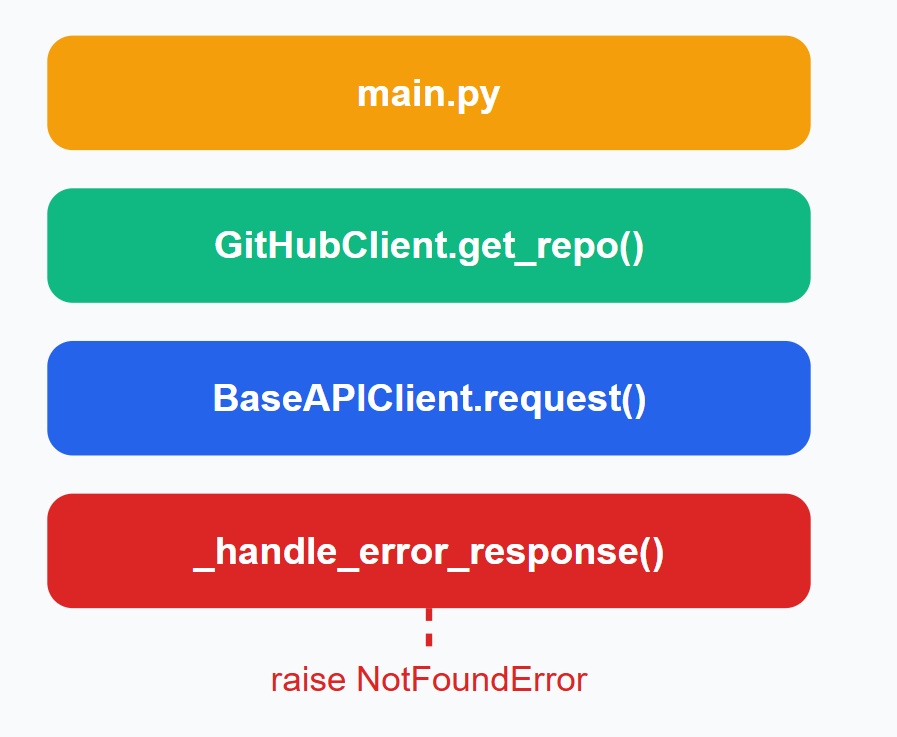 main.py
GitHubClient.get_repo()
BaseAPIClient.request()
_handle_error_response()
raise NotFoundError